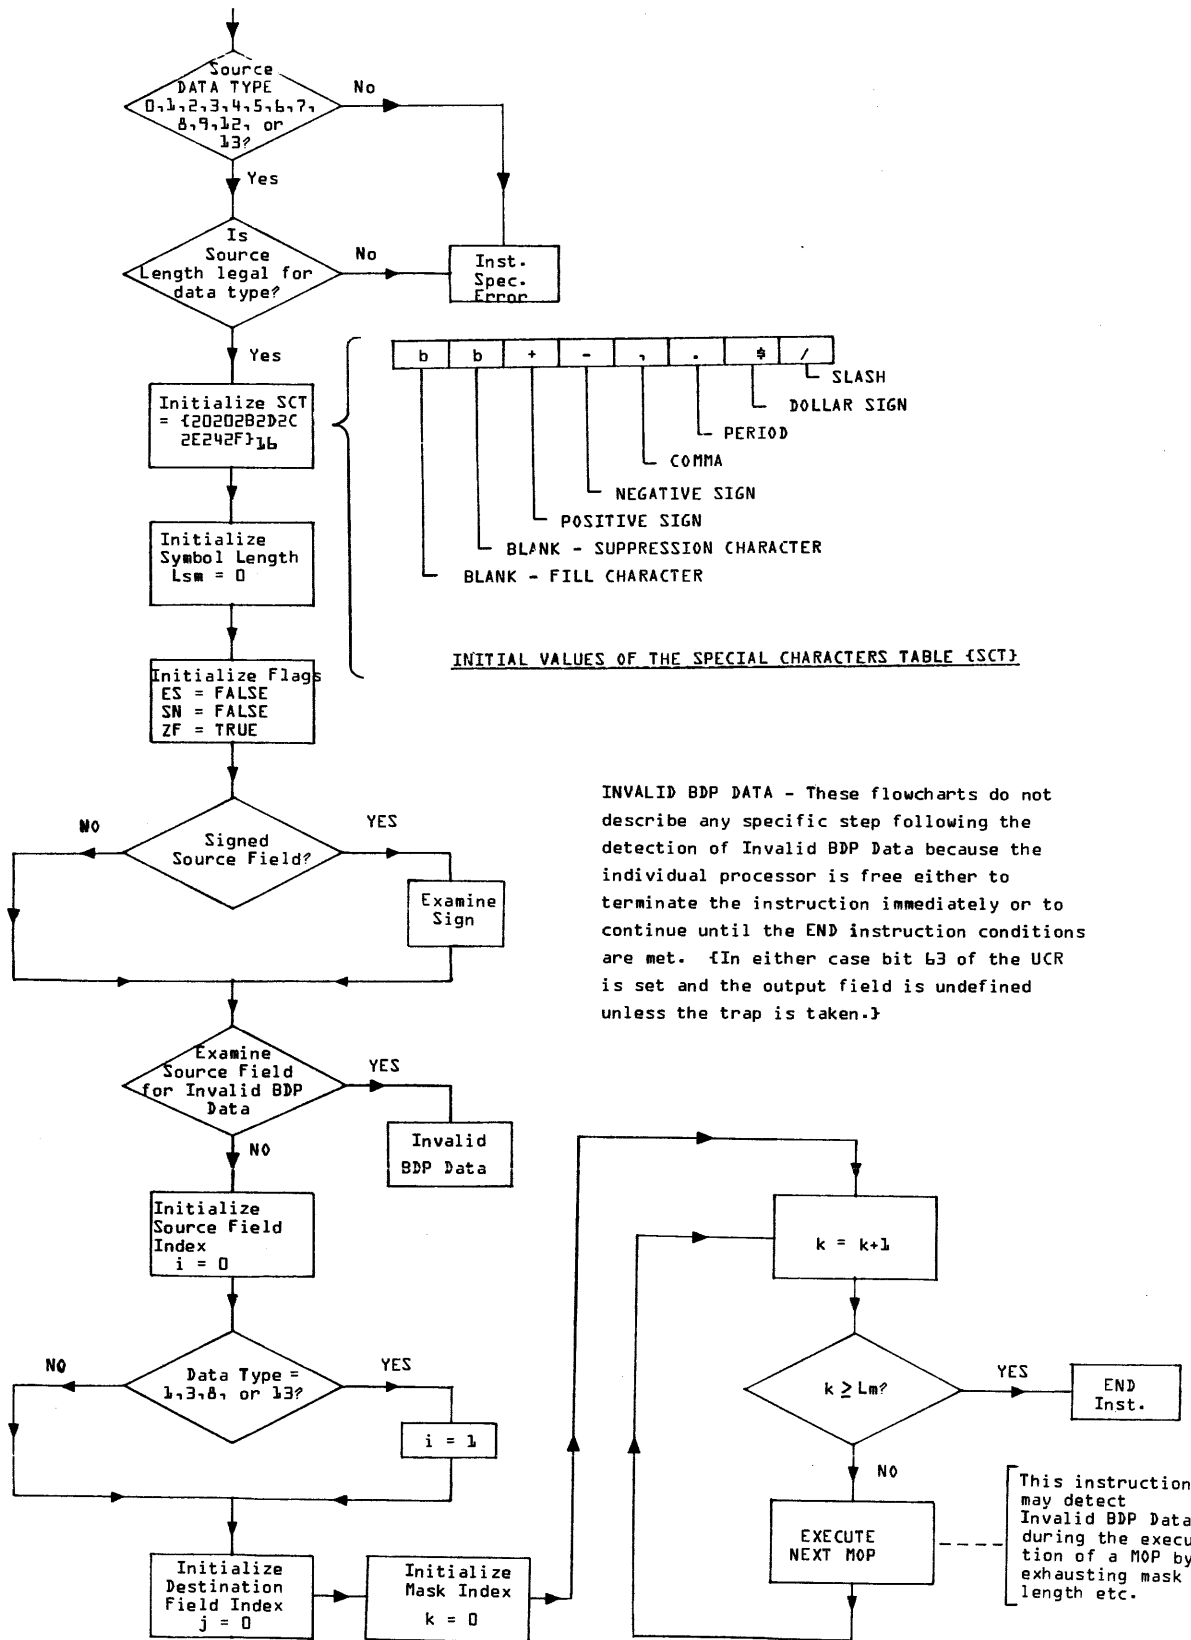 Source
DATA TYPE
0,1,2,3,4,5,6,7,
8,9,12, or
13?
No
Yes
Is
Source
Length legal for
data type?
No
Inst.
Spec.
Error
Yes
Initialize SCT
= {20202B2D2C
2E242F}16
b b + - , . $ /
SLASH
DOLLAR SIGN
PERIOD
COMMA
NEGATIVE SIGN
POSITIVE SIGN
BLANK - SUPPRESSION CHARACTER
BLANK - FILL CHARACTER
INITIAL VALUES OF THE SPECIAL CHARACTERS TABLE {SCT}
Initialize
Symbol Length
Lsm = 0
Initialize Flags
ES = FALSE
SN = FALSE
ZF = TRUE
Signed
Source Field?
NO
YES
Examine
Sign
INVALID BDP DATA - These flowcharts do not
describe any specific step following the
detection of Invalid BDP Data because the
individual processor is free either to
terminate the instruction immediately or to
continue until the END instruction conditions
are met. {In either case bit 63 of the UCR
is set and the output field is undefined
unless the trap is taken.}
Examine
Source Field
for Invalid BDP
Data
YES
Invalid
BDP Data
NO
Initialize
Source Field
Index
i = 0
Data Type =
1,3,8, or 13?
NO
YES
i = 1
Initialize
Destination
Field Index
j = 0
Initialize
Mask Index
k = 0
k = k+1
k ≥ Lm?
YES
END
Inst.
NO
EXECUTE
NEXT MOP
This instruction
may detect
Invalid BDP Data
during the execu
tion of a MOP by
exhausting mask
length etc.